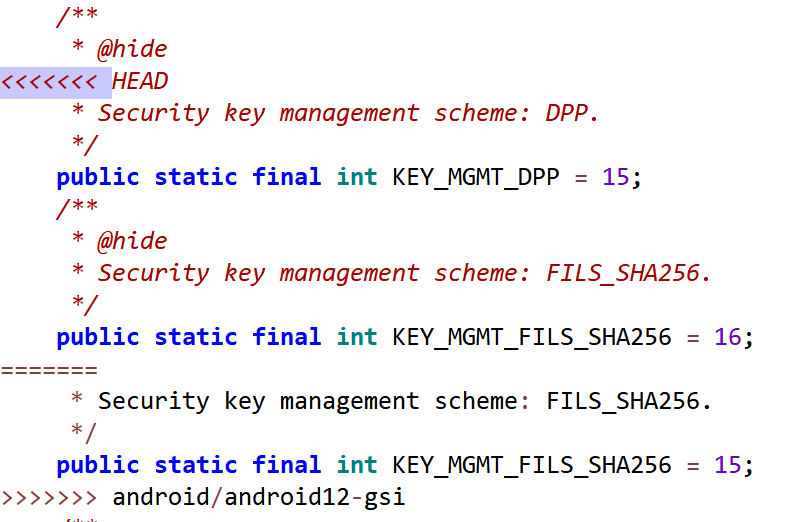 /**
* @hide
<<<<<<< HEAD
* Security key management scheme: DPP.
*/
public static final int KEY_MGMT_DPP = 15;
/**
* @hide
* Security key management scheme: FILS_SHA256.
*/
public static final int KEY_MGMT_FILS_SHA256 = 16;
=======
* Security key management scheme: FILS_SHA256.
*/
public static final int KEY_MGMT_FILS_SHA256 = 15;
>>>>>>> android/android12-gsi
/**